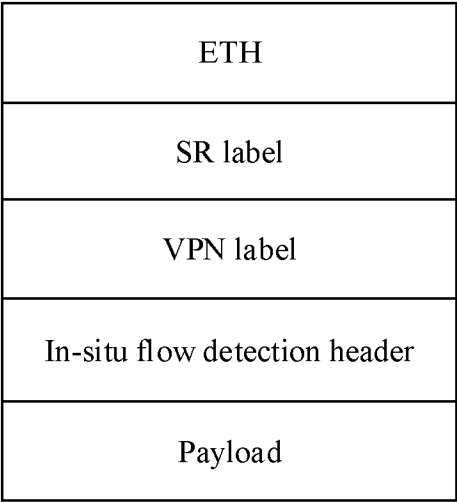 ETH
SR label
VPN label
In-situ flow detection header
Payload